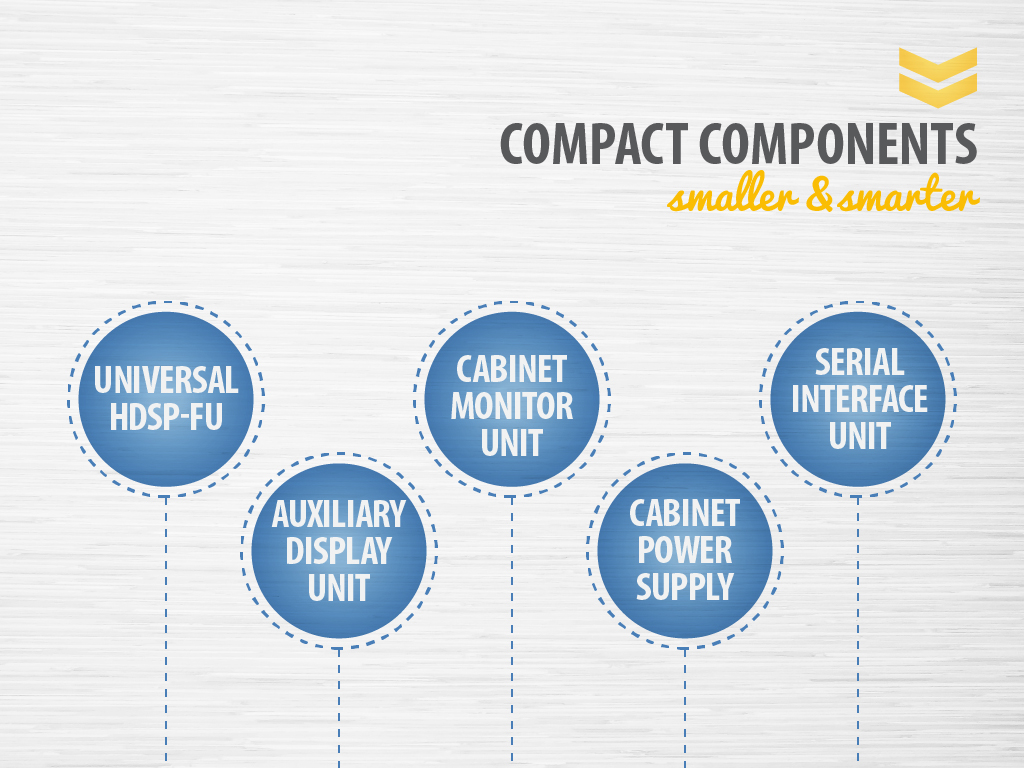 COMPACT COMPONENTS
smaller & smarter
UNIVERSAL
HDSP-FU
AUXILIARY
DISPLAY
UNIT
CABINET
MONITOR
UNIT
CABINET
POWER
SUPPLY
SERIAL
INTERFACE
UNIT